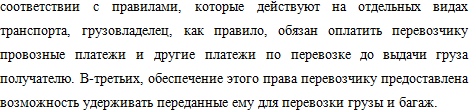 соответствии с правилами, которые действуют на отдельных видах
транспорта, грузовладелец, как правило, обязан оплатить перевозчику
провозные платежи и другие платежи по перевозке до выдачи груза
получателю. В-третьих, обеспечение этого права перевозчику предоставлена
возможность удерживать переданные ему для перевозки грузы и багаж.